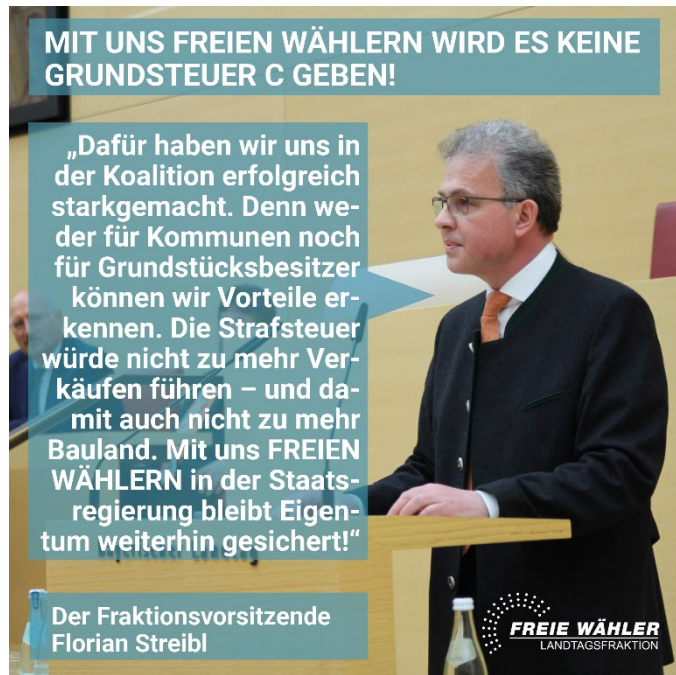 MIT UNS FREIEN WÄHLERN WIRD ES KEINE
GRUNDSTEUER C GEBEN!
„Dafür haben wir uns in
der Koalition erfolgreich
starkgemacht. Denn we-
der für Kommunen noch
für Grundstücksbesitzer
können wir Vorteile er-
kennen. Die Strafsteuer
würde nicht zu mehr Ver-
käufen führen – und da-
mit auch nicht zu mehr
Bauland. Mit uns FREIEN
WÄHLERN in der Staats-
regierung bleibt Eigen-
tum weiterhin gesichert!“
Der Fraktionsvorsitzende
Florian Streibl
FREIE WÄHLER
LANDTAGSFRAKTION